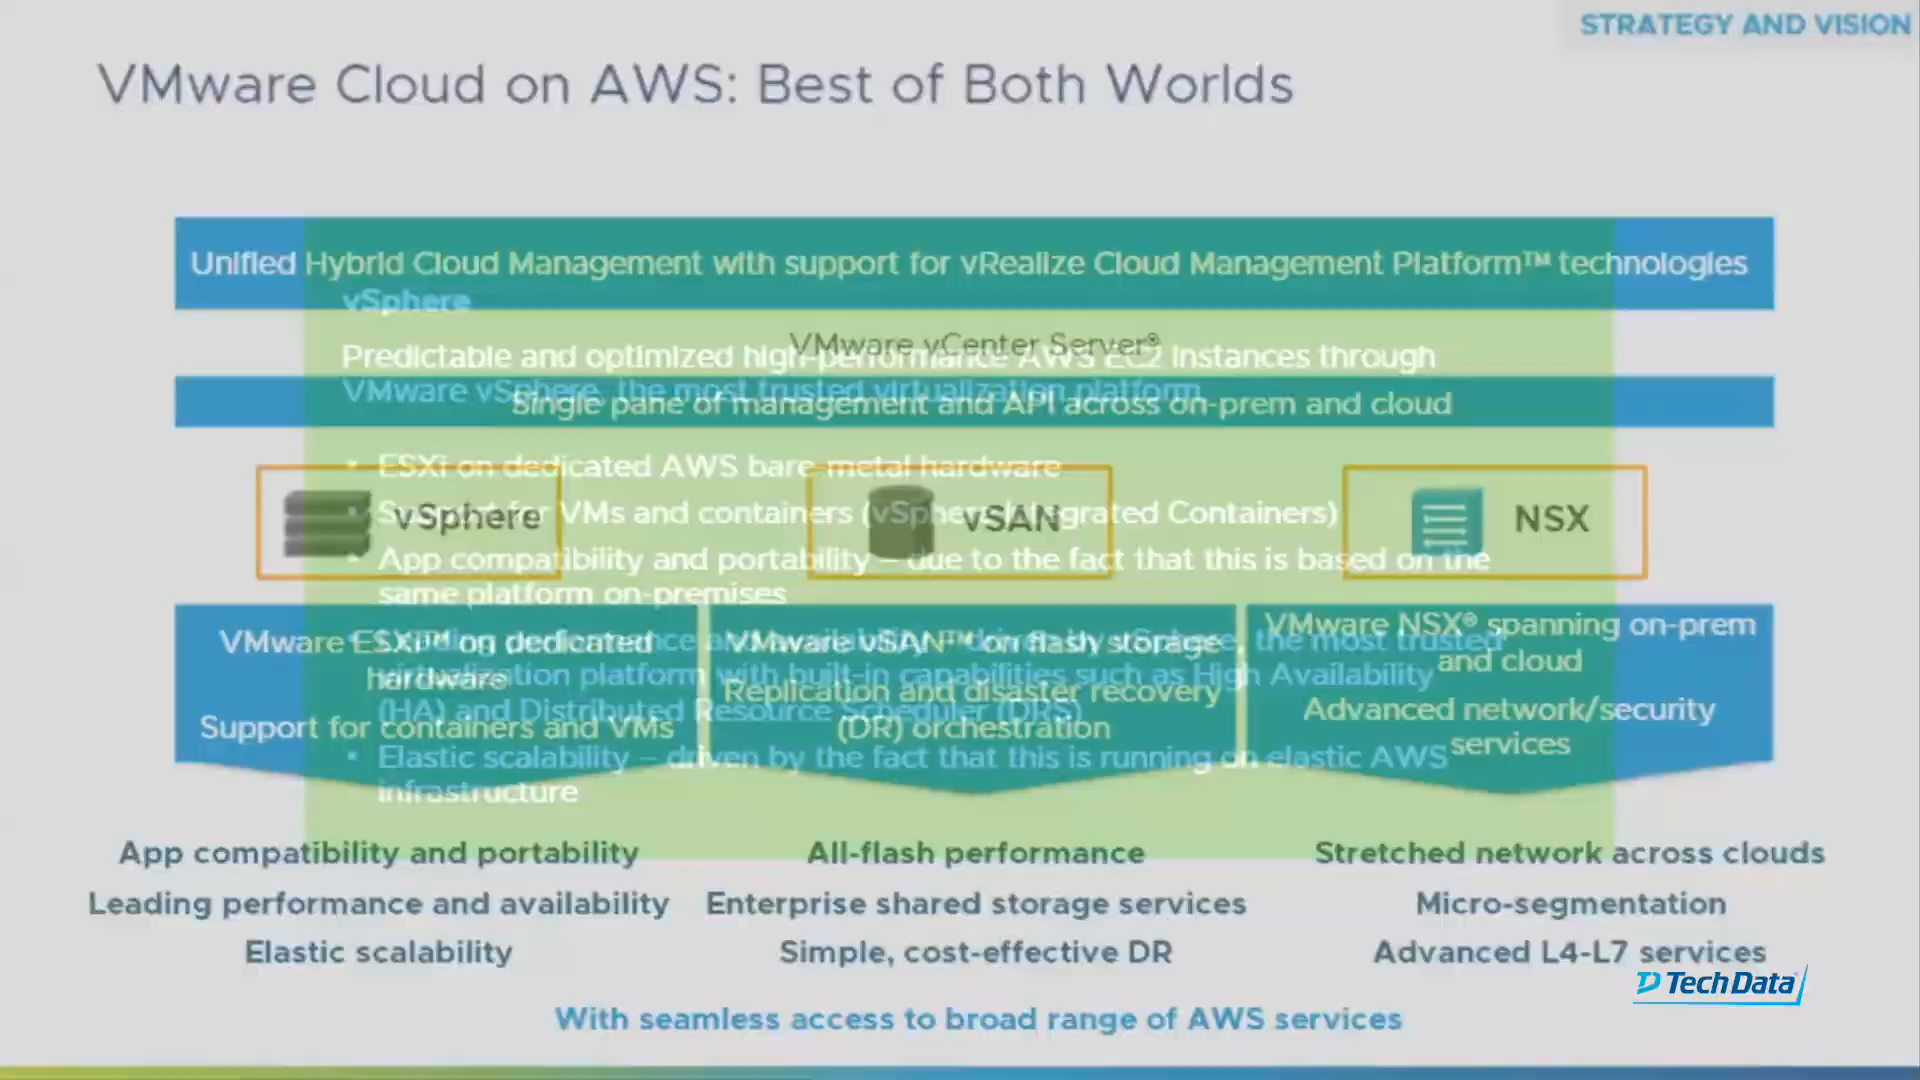 STRATEGY AND VISION
VMware Cloud on AWS: Best of Both Worlds
Unified Hybrid Cloud Management with support for vRealize Cloud Management Platform™ technologies
vSphere
VMware vCenter Server®
Predictable and optimized high-performance AWS EC2 instances through
VMware vSphere, the most trusted virtualization platform
Single pane of management and API across on-prem and cloud
• ESXi on dedicated AWS bare metal hardware
vSphere
vSAN
NSX
• Support for VMs and containers (vSphere Integrated Containers)
• App compatibility and portability – due to the fact that this is based on the
same platform on-premises
VMware ESXi™ on dedicated
hardware
Support for containers and VMs
VMware vSAN™ on flash storage
Replication and disaster recovery
(DR) orchestration
VMware NSX® spanning on-prem
and cloud
Advanced network/security
services
• Leading performance and availability – driven by vSphere, the most trusted
virtualization platform with built-in capabilities such as High Availability
(HA) and Distributed Resource Scheduler (DRS)
• Elastic scalability – driven by the fact that this is running on elastic AWS
infrastructure
App compatibility and portability
Leading performance and availability
Elastic scalability
All-flash performance
Enterprise shared storage services
Simple, cost-effective DR
Stretched network across clouds
Micro-segmentation
Advanced L4-L7 services
TechData
With seamless access to broad range of AWS services